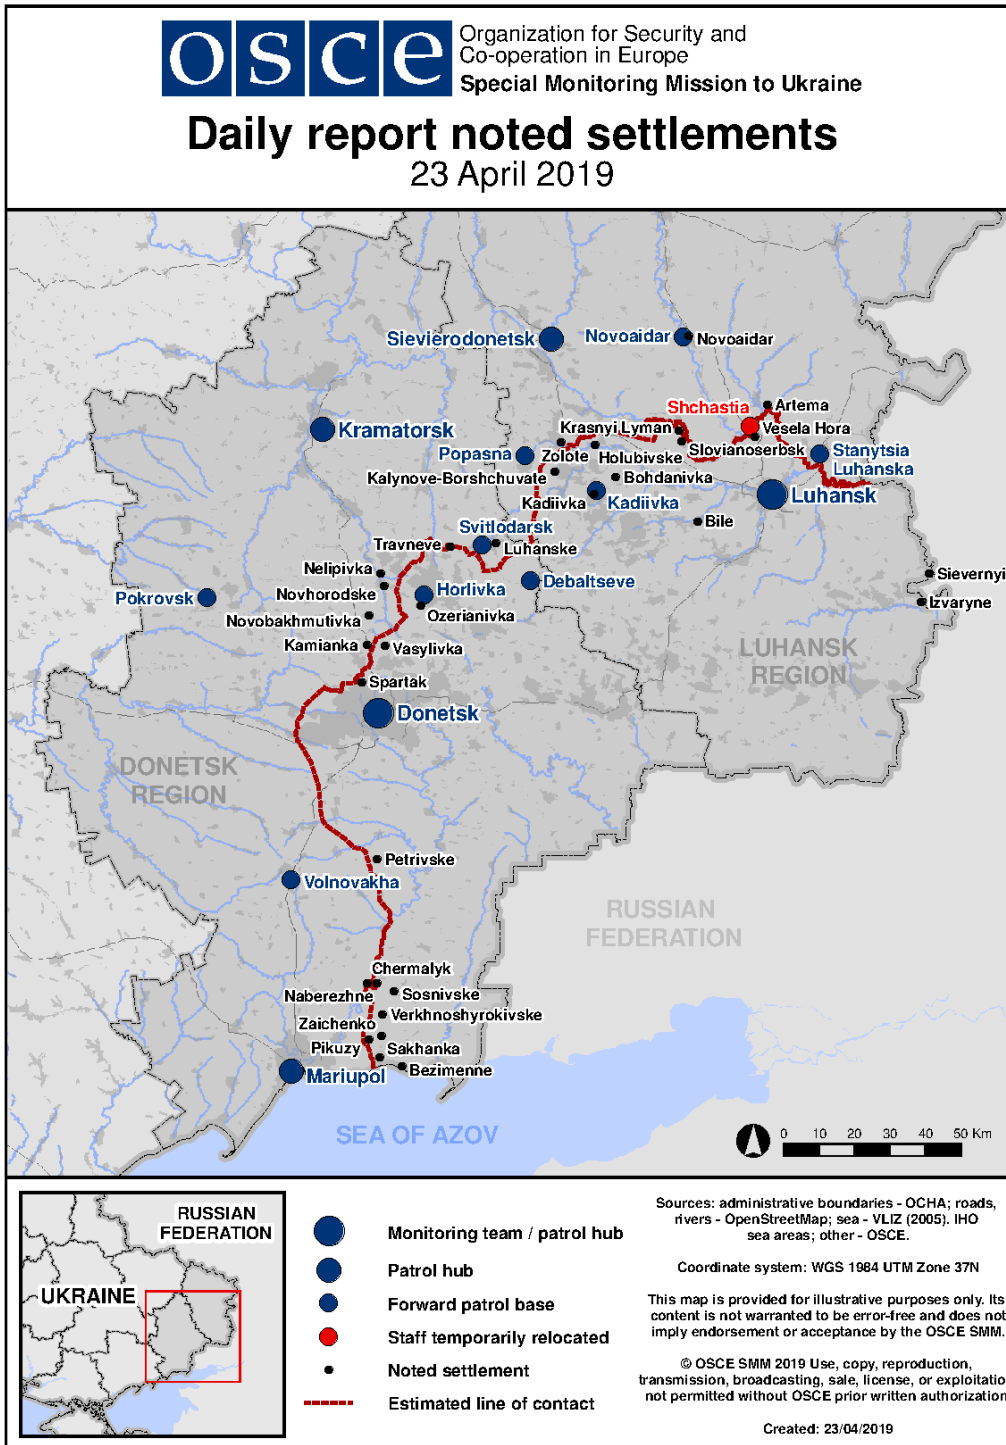 osce
Organization for Security and
Co-operation in Europe
Special Monitoring Mission to Ukraine
Daily report noted settlements
23 April 2019
Sievierodonetsk
Novoaidar
Novoaidar
Shchastia
Artema
Kramatorsk
Krasnyi Lyman
Vesela Hora
Popasna
Zolote
Holubivske
Slovianoserbsk
Stanytsia
Luhanska
Kalynove-Borshchuvate
Bohdanivka
Kadiivka
Kadiivka
Luhansk
Bile
Svitlodarsk
Travneve
Luhanske
Nelipivka
Debaltseve
Sievernyi
Pokrovsk
Novhorodske
Horlivka
Izvaryne
Novobakhmutivka
Ozerianivka
Kamianka
Vasylivka
LUHANSK
REGION
Spartak
Donetsk
DONETSK
REGION
Petrivske
Volnovakha
RUSSIAN
FEDERATION
Chermalyk
Naberezhne
Sosnivske
Verkhnoshyrokivske
Zaichenko
Pikuzy
Sakhanka
Bezimenne
Mariupol
SEA OF AZOV
0 10 20 30 40 50 Km
RUSSIAN
FEDERATION
UKRAINE
Monitoring team / patrol hub
Patrol hub
Forward patrol base
Staff temporarily relocated
Noted settlement
Estimated line of contact
Sources: administrative boundaries - OCHA; roads,
rivers - OpenStreetMap; sea - VLIZ (2005). IHO
sea areas; other - OSCE.
Coordinate system: WGS 1984 UTM Zone 37N
This map is provided for illustrative purposes only. Its
content is not warranted to be error-free and does not
imply endorsement or acceptance by the OSCE SMM.
© OSCE SMM 2019 Use, copy, reproduction,
transmission, broadcasting, sale, license, or exploitatio
not permitted without OSCE prior written authorization
Created: 23/04/2019